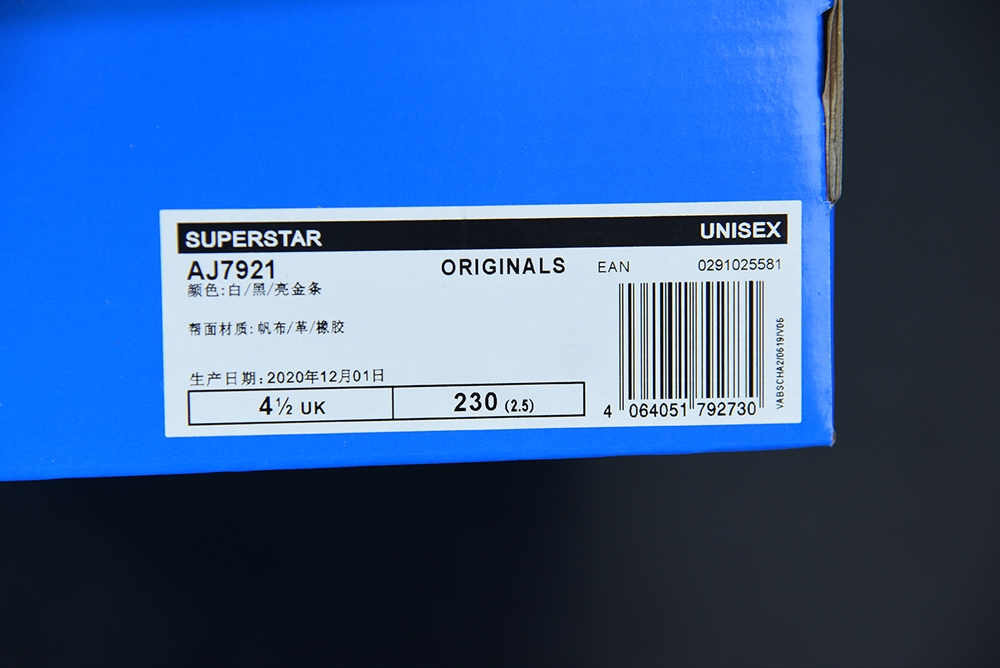 SUPERSTAR UNISEX
AJ7921 ORIGINALS EAN 0291025581
颜色:白/黑/亮金条
帮面材质:帆布/革/橡胶
生产日期:2020年12月01日
4½ UK 230 (2.5)
4 064051 792730
VABSCHA2/0619/V06